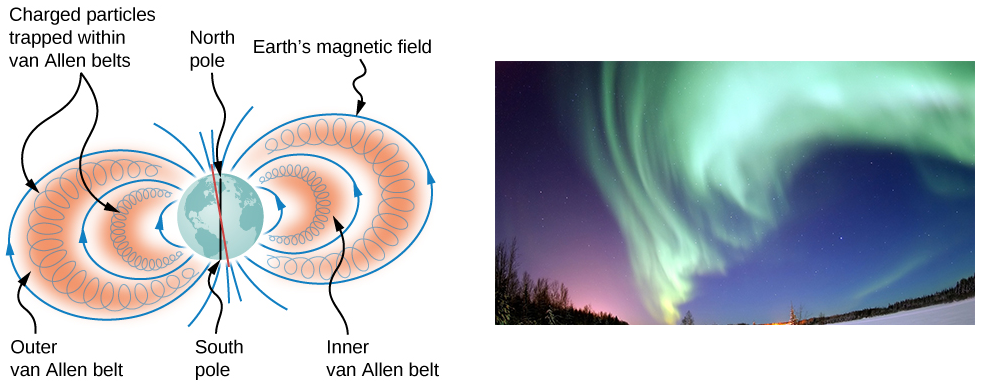 Charged particles
trapped within
van Allen belts
North
pole
Earth's magnetic field
Outer
van Allen belt
South
pole
Inner
van Allen belt